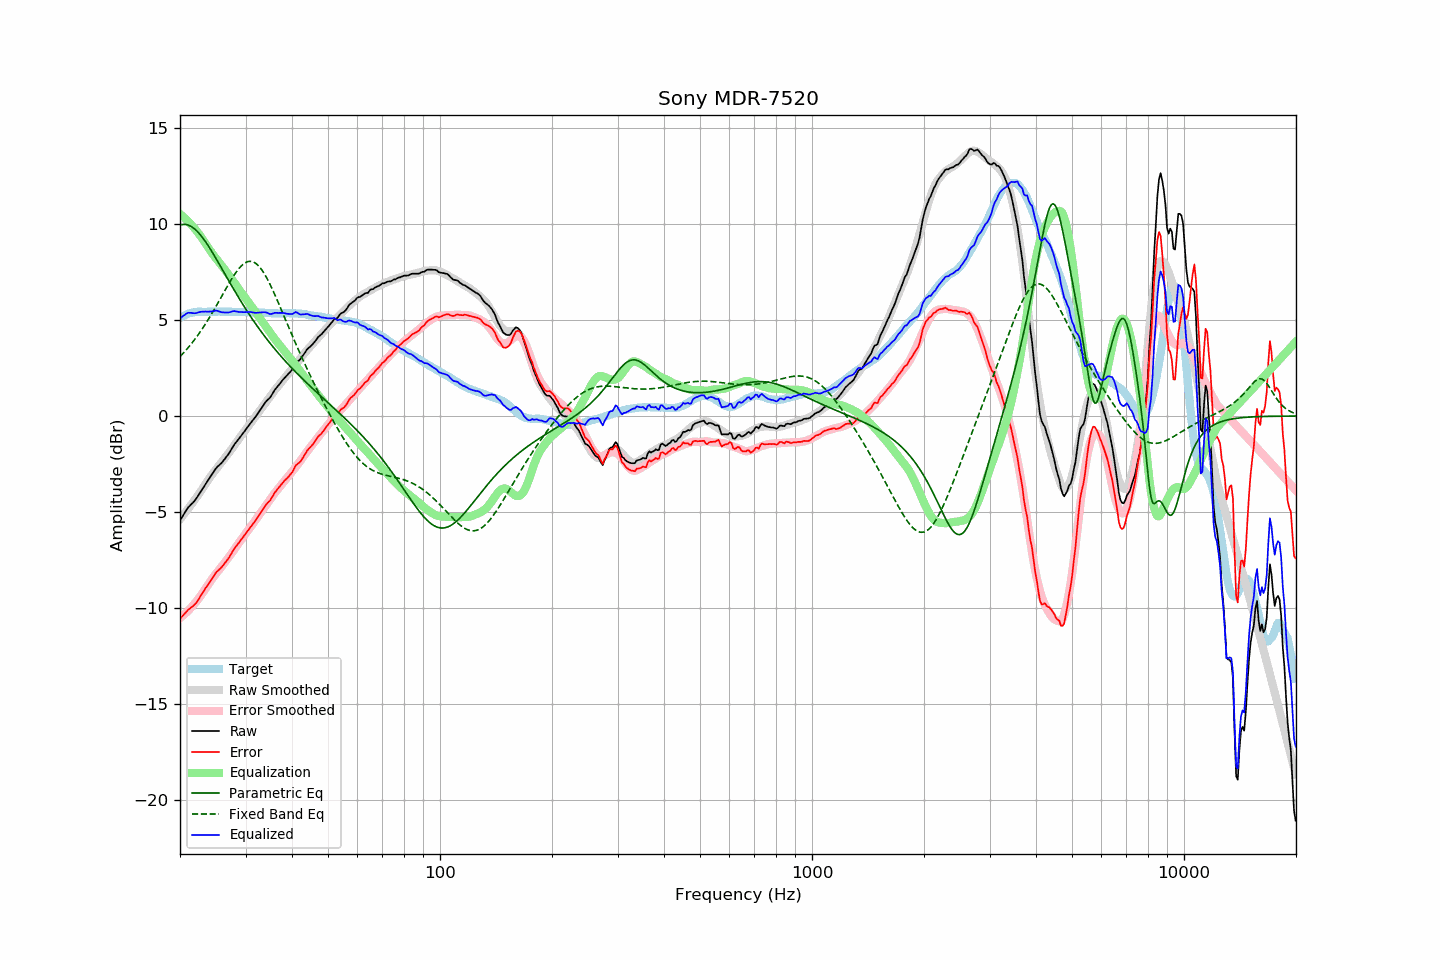 Sony MDR-7520
Amplitude (dBr)
15
10
5
0
−5
−10
−15
−20
Target
Raw Smoothed
Error Smoothed
Raw
Error
Equalization
Parametric Eq
Fixed Band Eq
Equalized
100
1000
10000
Frequency (Hz)